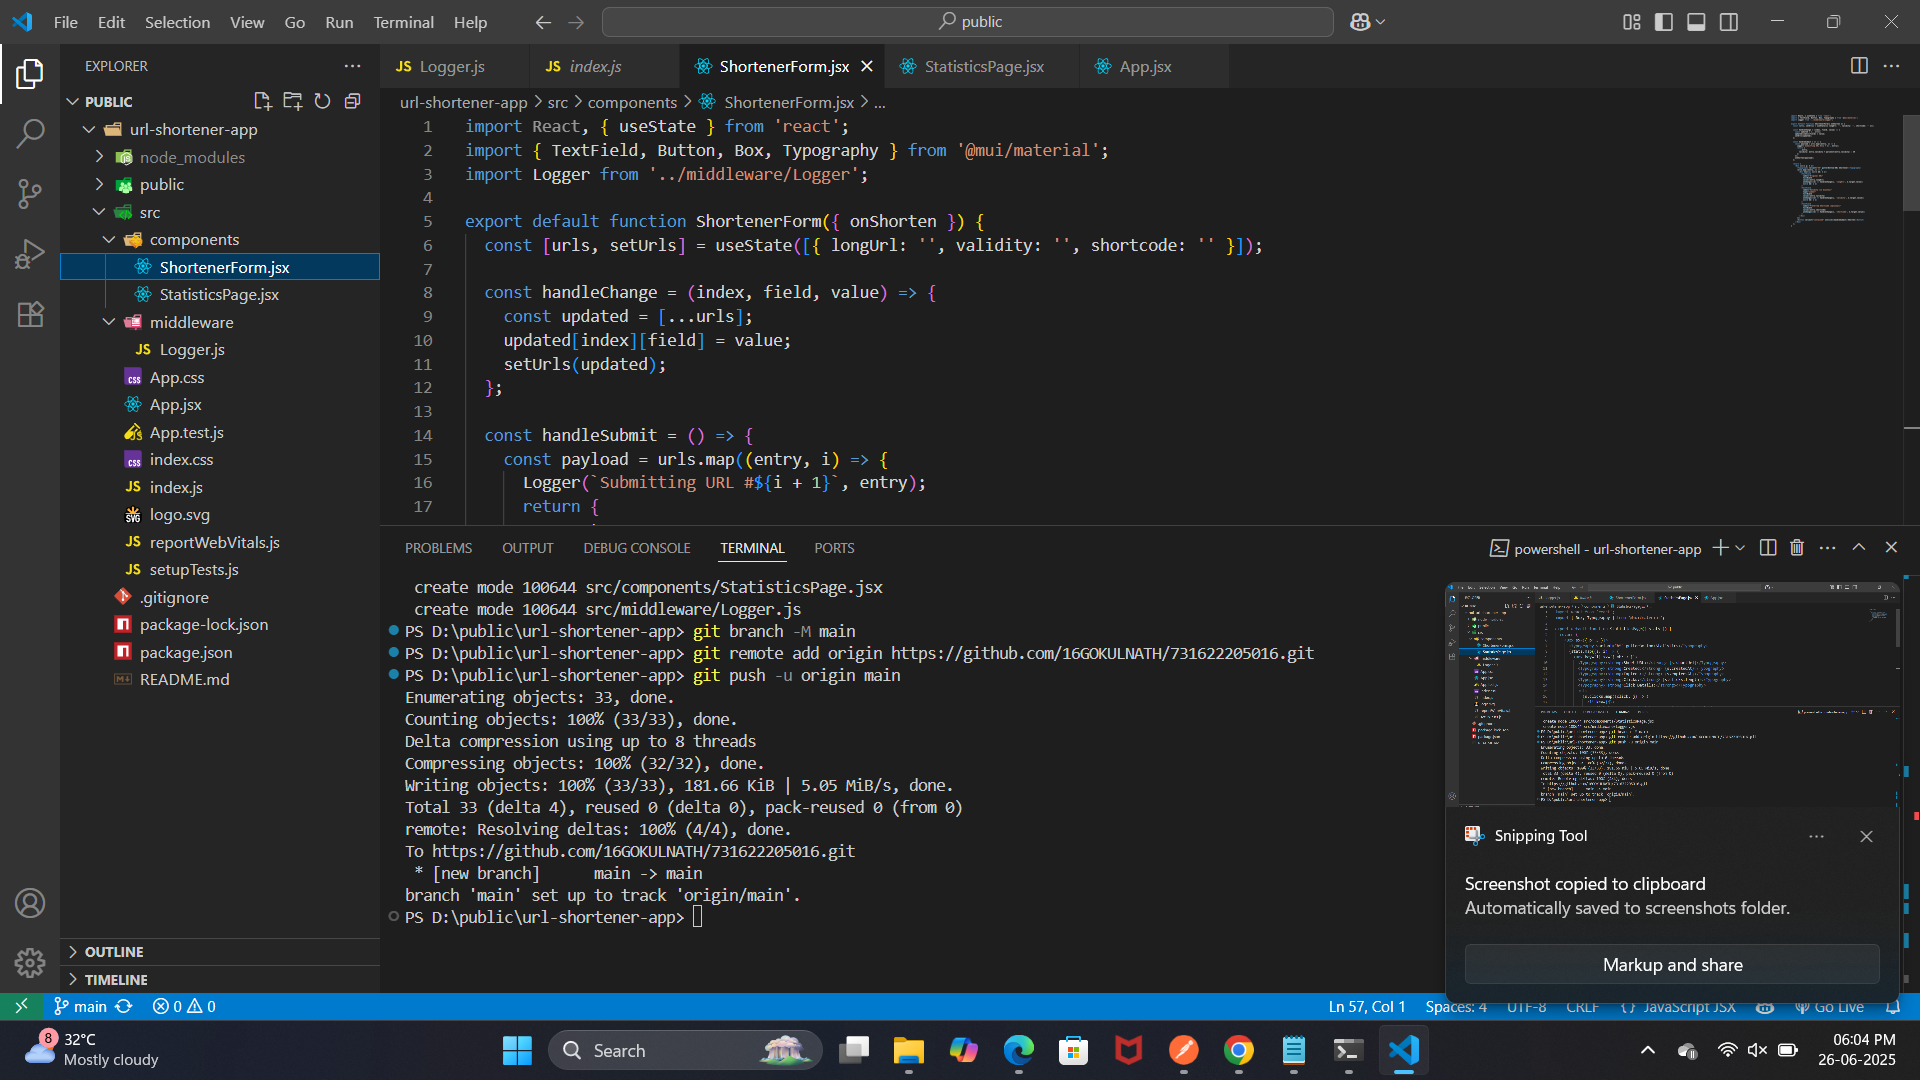 File Edit Selection View Go Run Terminal Help
public
EXPLORER
PUBLIC
url-shortener-app
node_modules
public
src
components
ShortenerForm.jsx
StatisticsPage.jsx
middleware
JS Logger.js
App.css
App.jsx
App.test.js
index.css
JS index.js
logo.svg
JS reportWebVitals.js
JS setupTests.js
.gitignore
package-lock.json
package.json
README.md
OUTLINE
TIMELINE
JS Logger.js
JS index.js
ShortenerForm.jsx
StatisticsPage.jsx
App.jsx
url-shortener-app > src > components > ShortenerForm.jsx > ...
1 import React, { useState } from 'react';
2 import { TextField, Button, Box, Typography } from '@mui/material';
3 import Logger from '../middleware/Logger';
4
5 export default function ShortenerForm({ onShorten }) {
6 const [urls, setUrls] = useState([{ longUrl: '', validity: '', shortcode: '' }]);
7
8 const handleChange = (index, field, value) => {
9 const updated = [...urls];
10 updated[index][field] = value;
11 setUrls(updated);
12 };
13
14 const handleSubmit = () => {
15 const payload = urls.map((entry, i) => {
16 Logger(`Submitting URL #${i + 1}`, entry);
17 return {
PROBLEMS OUTPUT DEBUG CONSOLE TERMINAL PORTS
powershell - url-shortener-app
create mode 100644 src/components/StatisticsPage.jsx
create mode 100644 src/middleware/Logger.js
PS D:\public\url-shortener-app> git branch -M main
PS D:\public\url-shortener-app> git remote add origin https://github.com/16GOKULNATH/731622205016.git
PS D:\public\url-shortener-app> git push -u origin main
Enumerating objects: 33, done.
Counting objects: 100% (33/33), done.
Delta compression using up to 8 threads
Compressing objects: 100% (32/32), done.
Writing objects: 100% (33/33), 181.66 KiB | 5.05 MiB/s, done.
Total 33 (delta 4), reused 0 (delta 0), pack-reused 0 (from 0)
remote: Resolving deltas: 100% (4/4), done.
To https://github.com/16GOKULNATH/731622205016.git
* [new branch] main -> main
branch 'main' set up to track 'origin/main'.
PS D:\public\url-shortener-app>
Snipping Tool
Screenshot copied to clipboard
Automatically saved to screenshots folder.
Markup and share
main 0 0
Ln 57, Col 1 Spaces: 4 UTF-8 CRLF {} JavaScript JSX Go Live
8 32°C
Mostly cloudy
Search
06:04 PM
26-06-2025